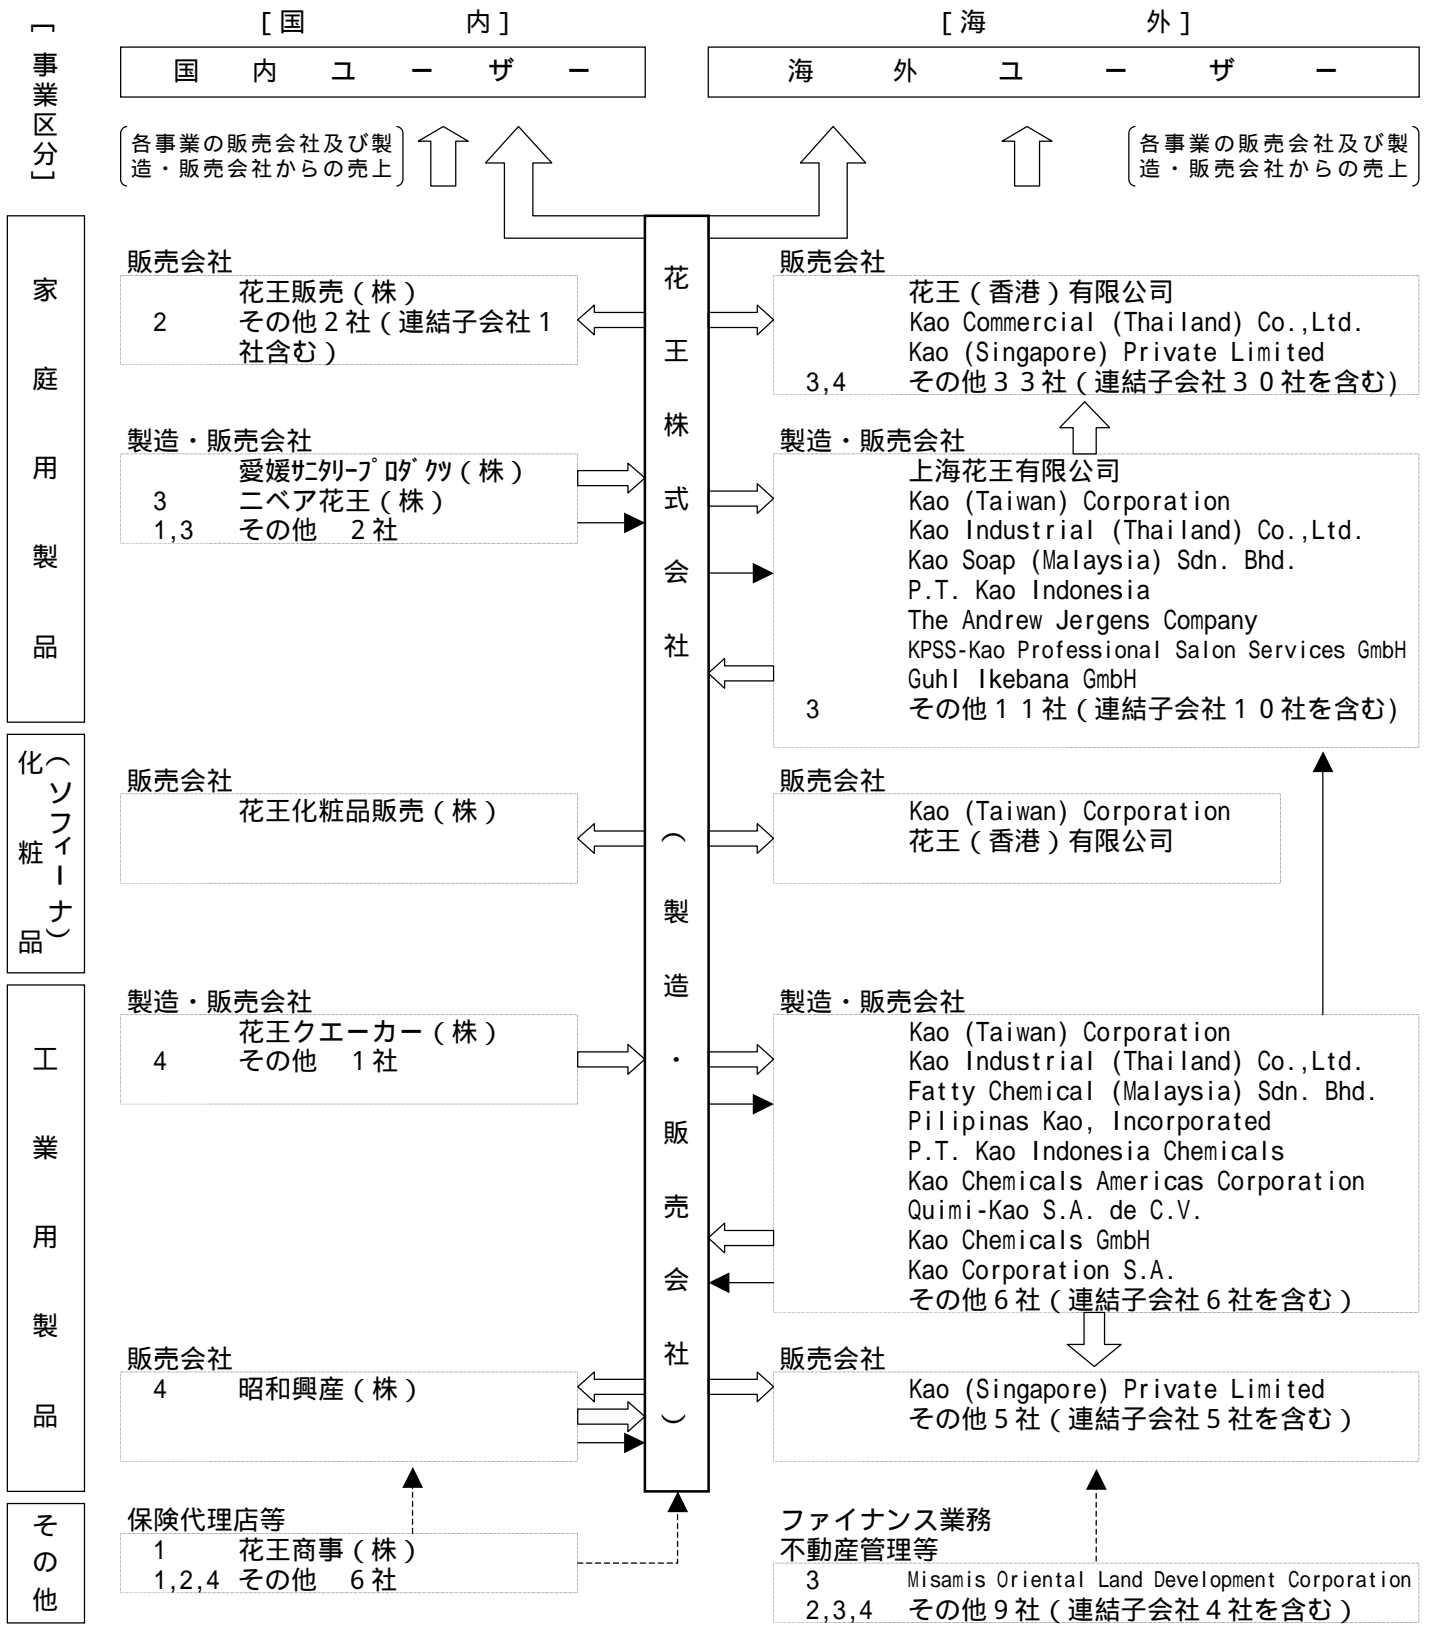 [事業区分]
[国 内]
[海 外]
国内ユーザー
海外ユーザー
各事業の販売会社及び製
造・販売会社からの売上
各事業の販売会社及び製
造・販売会社からの売上
花王株式会社(製造・販売会社)
家庭用製品
販売会社
花王販売(株)
2 その他2社(連結子会社1
社含む)
販売会社
花王(香港)有限公司
Kao Commercial (Thailand) Co.,Ltd.
Kao (Singapore) Private Limited
3,4 その他33社(連結子会社30社を含む)
製造・販売会社
愛媛サニタリープロダクツ(株)
3 ニベア花王(株)
1,3 その他 2社
製造・販売会社
上海花王有限公司
Kao (Taiwan) Corporation
Kao Industrial (Thailand) Co.,Ltd.
Kao Soap (Malaysia) Sdn. Bhd.
P.T. Kao Indonesia
The Andrew Jergens Company
KPSS-Kao Professional Salon Services GmbH
Guhl Ikebana GmbH
3 その他11社(連結子会社10社を含む)
化粧品
(ソフィーナ)
販売会社
花王化粧品販売(株)
販売会社
Kao (Taiwan) Corporation
花王(香港)有限公司
工業用製品
製造・販売会社
花王クエーカー(株)
4 その他 1社
製造・販売会社
Kao (Taiwan) Corporation
Kao Industrial (Thailand) Co.,Ltd.
Fatty Chemical (Malaysia) Sdn. Bhd.
Pilipinas Kao, Incorporated
P.T. Kao Indonesia Chemicals
Kao Chemicals Americas Corporation
Quimi-Kao S.A. de C.V.
Kao Chemicals GmbH
Kao Corporation S.A.
その他6社(連結子会社6社を含む)
販売会社
4 昭和興産(株)
販売会社
Kao (Singapore) Private Limited
その他5社(連結子会社5社を含む)
その他
保険代理店等
1 花王商事(株)
1,2,4 その他 6社
ファイナンス業務
不動産管理等
3 Misamis Oriental Land Development Corporation
2,3,4 その他9社(連結子会社4社を含む)